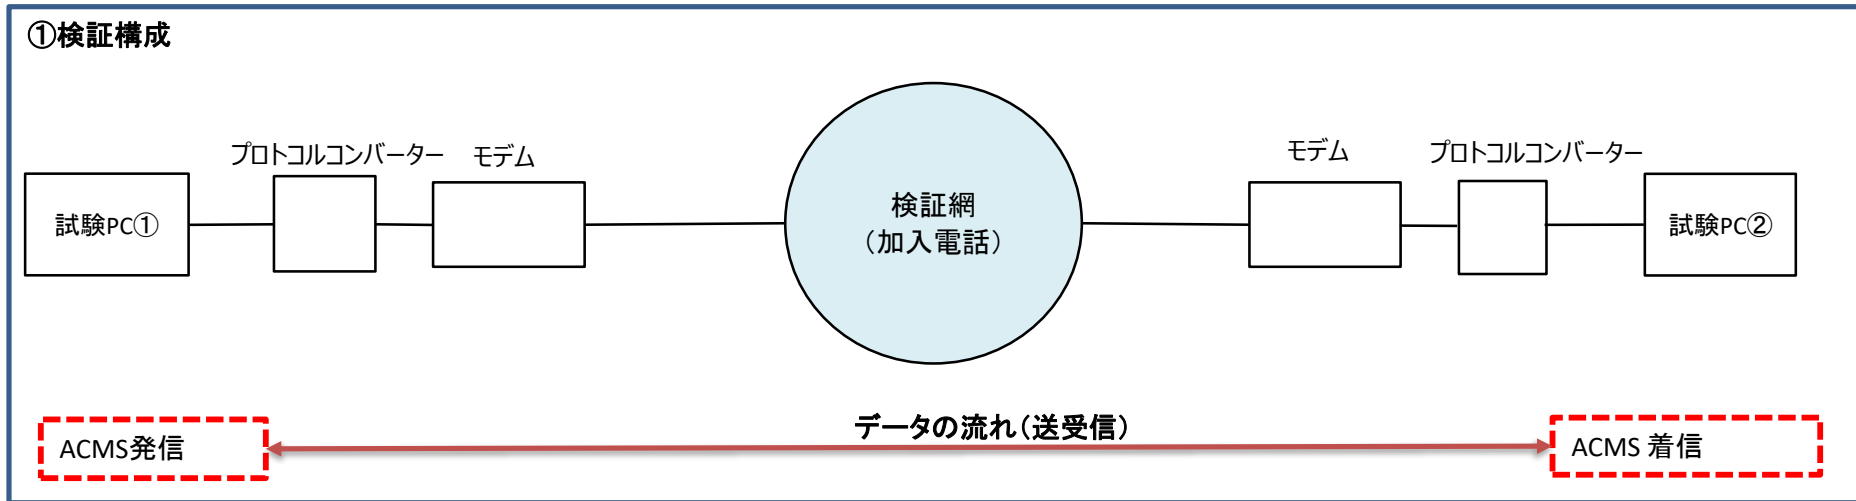 ①検証構成
プロトコルコンバーター
モデム
モデム
プロトコルコンバーター
試験PC①
検証網
（加入電話）
試験PC②
データの流れ（送受信）
ACMS発信
ACMS 着信